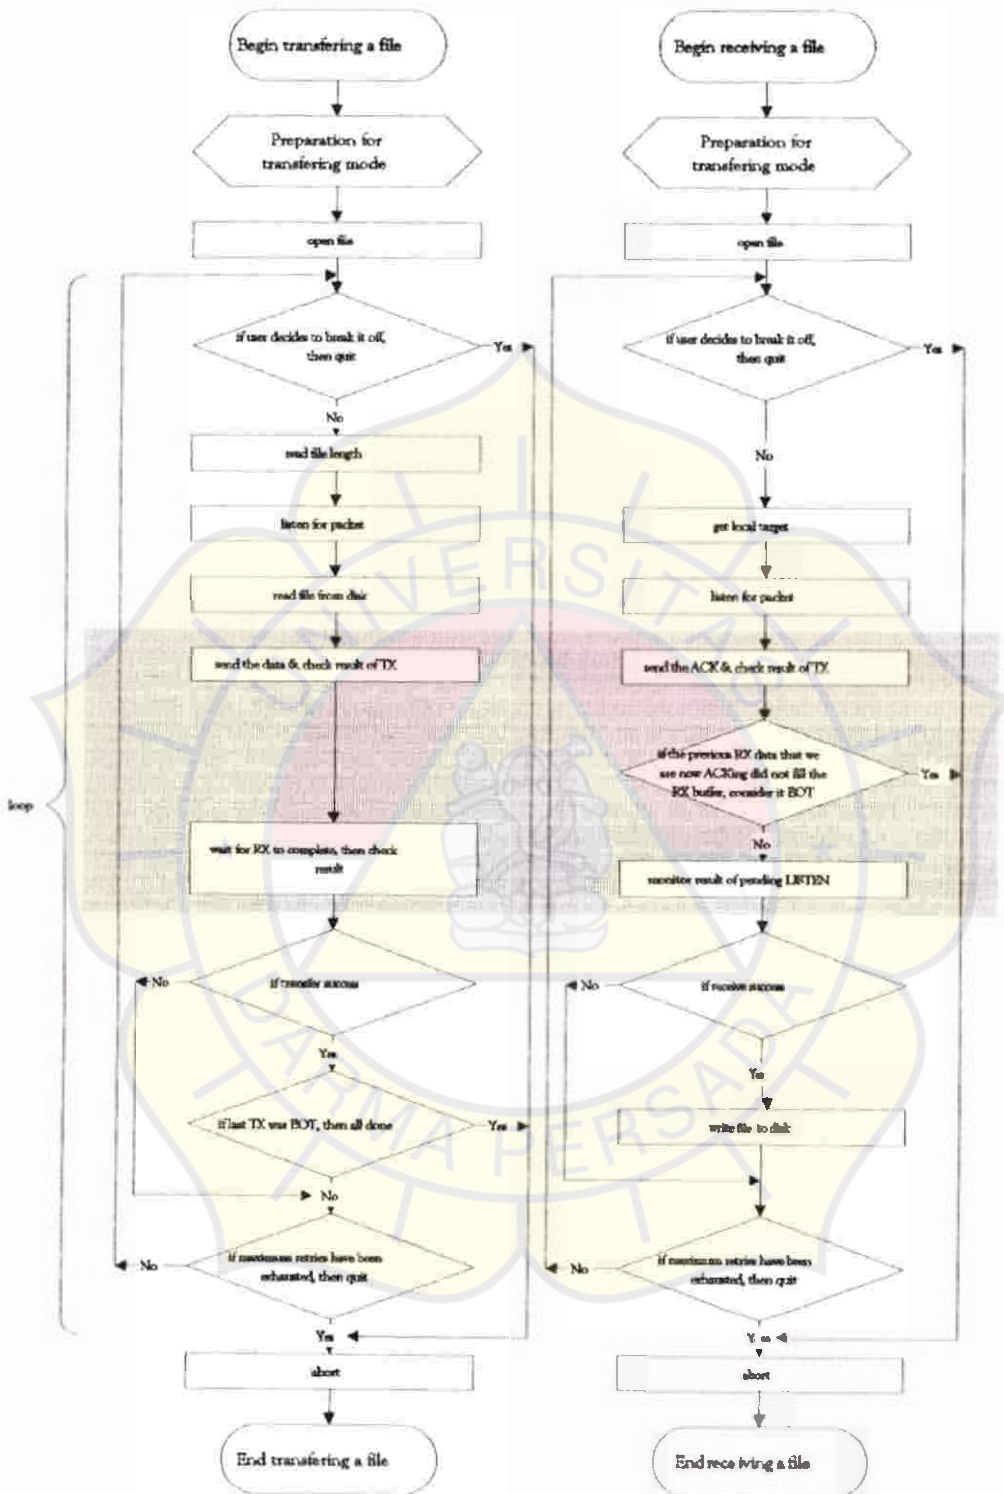 Begin transfering a file
Preparation for
transfering mode
open file
if user decides to break it off,
then quit
Yes
No
read file length
listen for packet
read file from disk
send the data & check result of TX
wait for RX to complete, then check
result
if transfer success
No
Yes
if last TX was BOT, then all done
Yes
No
if maximum retries have been
exhausted, then quit
No
Yes
abort
End transfering a file
loop
Begin receiving a file
Preparation for
transfering mode
open file
if user decides to break it off,
then quit
Yes
No
get local target
listen for packet
send the ACK & check result of TX
if the previous RX data that we
are now ACKing did not fill the
RX buffer, consider it BOT
Yes
No
monitor result of pending LISTEN
if receive success
No
Yes
write file to disk
if maximum retries have been
exhausted, then quit
No
Yes
abort
End receiving a file
UNIVERSITAS
DARMA PERSADA